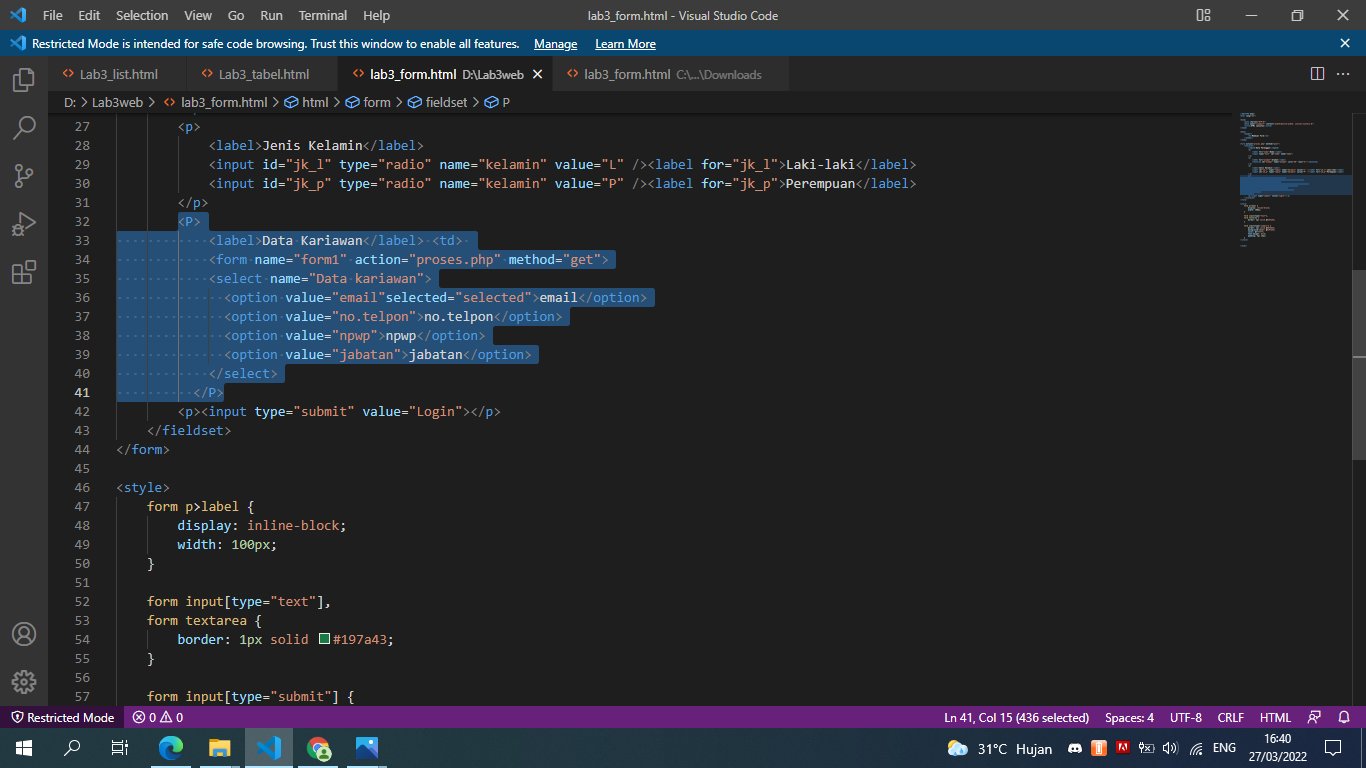 File Edit Selection View Go Run Terminal Help lab3_form.html - Visual Studio Code
Restricted Mode is intended for safe code browsing. Trust this window to enable all features. Manage Learn More
Lab3_list.html Lab3_tabel.html lab3_form.html D:\Lab3web lab3_form.html C:\...\Downloads
D: > Lab3web > lab3_form.html > html > form > fieldset > P
27 <p>
28 <label>Jenis Kelamin</label>
29 <input id="jk_l" type="radio" name="kelamin" value="L" /><label for="jk_l">Laki-laki</label>
30 <input id="jk_p" type="radio" name="kelamin" value="P" /><label for="jk_p">Perempuan</label>
31 </p>
32 <P>
33 <label>Data Kariawan</label> <td>
34 <form name="form1" action="proses.php" method="get">
35 <select name="Data kariawan">
36 <option value="email"selected="selected">email</option>
37 <option value="no.telpon">no.telpon</option>
38 <option value="npwp">npwp</option>
39 <option value="jabatan">jabatan</option>
40 </select>
41 </P>
42 <p><input type="submit" value="Login"></p>
43 </fieldset>
44 </form>
45
46 <style>
47 form p>label {
48 display: inline-block;
49 width: 100px;
50 }
51
52 form input[type="text"],
53 form textarea {
54 border: 1px solid #197a43;
55 }
56
57 form input[type="submit"] {
Restricted Mode 0 0 Ln 41, Col 15 (436 selected) Spaces: 4 UTF-8 CRLF HTML
31°C Hujan ENG 16:40
27/03/2022